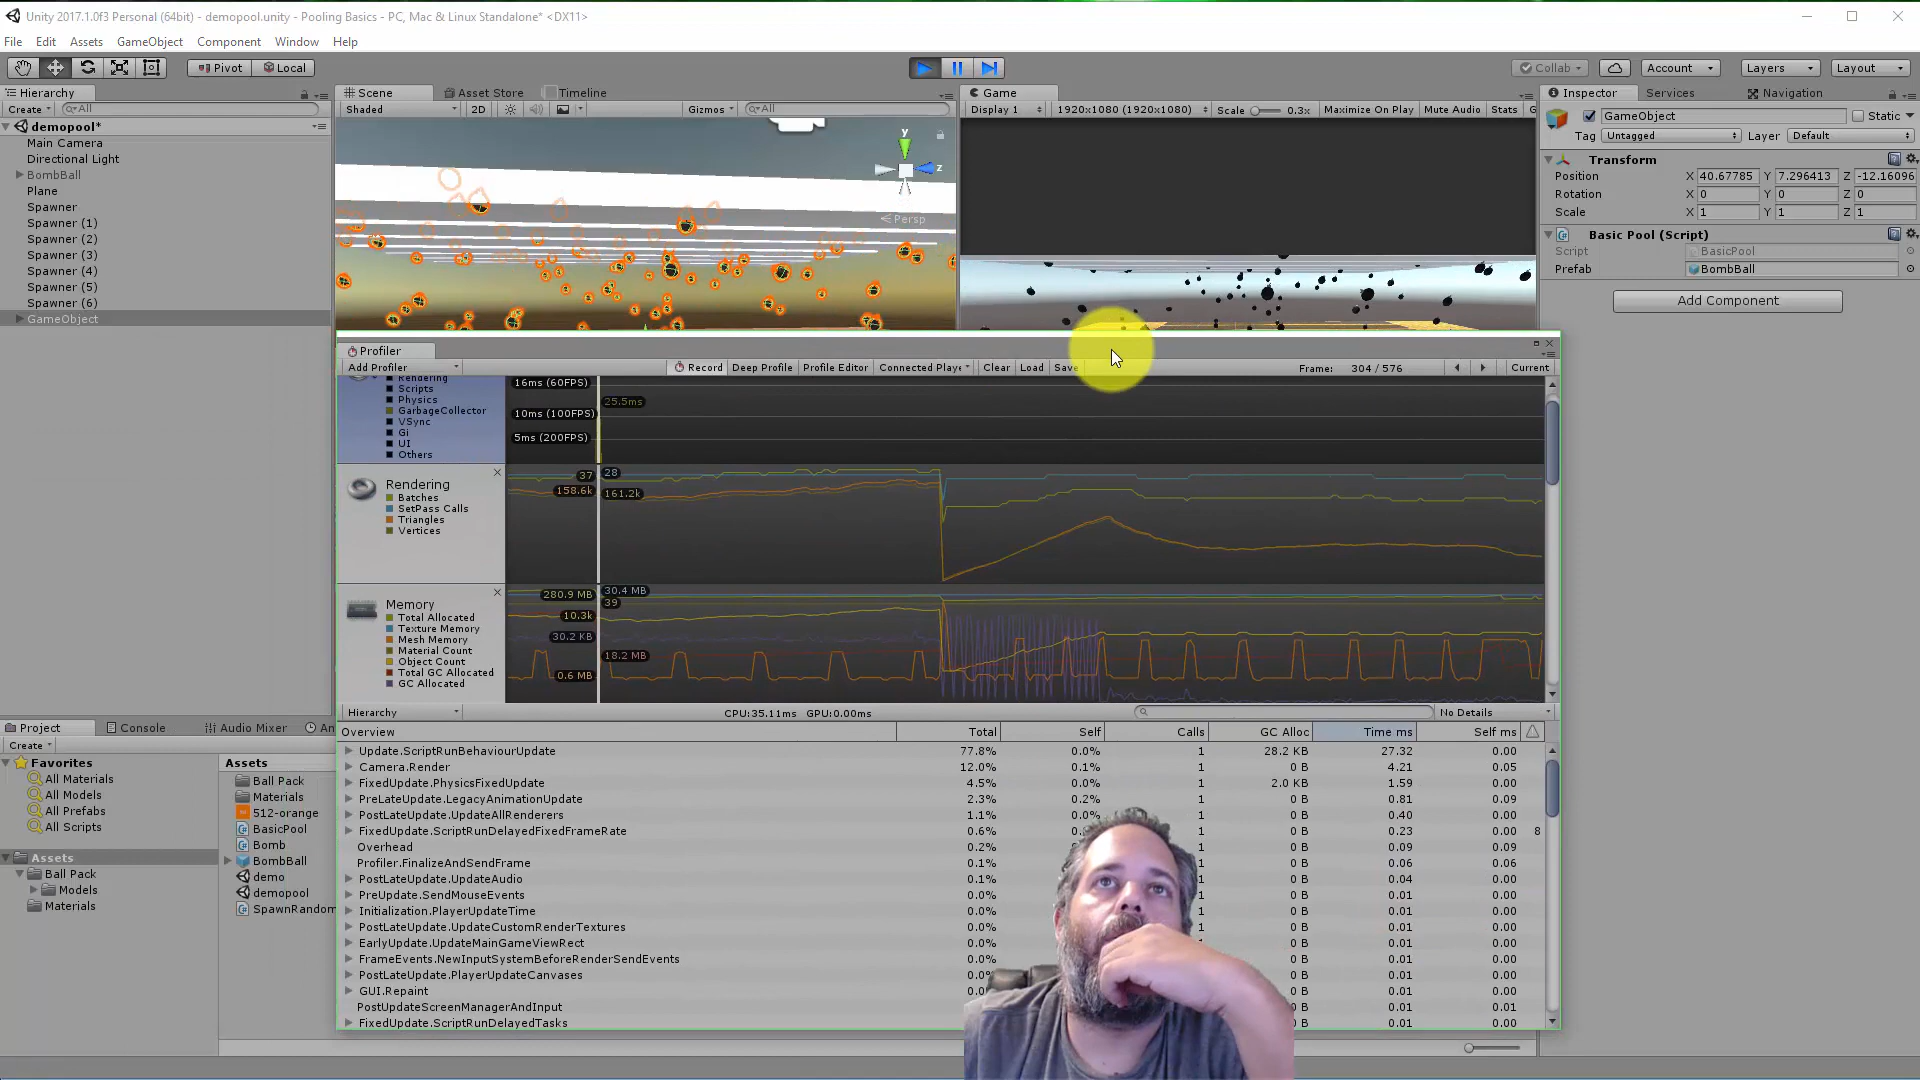 Unity 2017.1.0f3 Personal (64bit) - demopool.unity - Pooling Basics - PC, Mac & Linux Standalone* <DX11>
File Edit Assets GameObject Component Window Help
Pivot Local Collab Account Layers Layout
Hierarchy
Create All
demopool*
Main Camera
Directional Light
BombBall
Plane
Spawner
Spawner (1)
Spawner (2)
Spawner (3)
Spawner (4)
Spawner (5)
Spawner (6)
GameObject
Scene Asset Store Timeline
Shaded 2D Gizmos All
y
z
Persp
Game
Display 1 1920x1080 (1920x1080) Scale 0.3x Maximize On Play Mute Audio Stats G
Inspector Services Navigation
GameObject Static
Tag Untagged Layer Default
Transform
Position X 40.67785 Y 7.296413 Z -12.16096
Rotation X 0 Y 0 Z 0
Scale X 1 Y 1 Z 1
Basic Pool (Script)
Script BasicPool
Prefab BombBall
Add Component
Profiler
Add Profiler Record Deep Profile Profile Editor Connected Playe Clear Load Save Frame: 304 / 576 Current
Rendering
Scripts
Physics
GarbageCollector
VSync
Gi
UI
Others
16ms (60FPS)
25.5ms
10ms (100FPS)
5ms (200FPS)
Rendering
Batches
SetPass Calls
Triangles
Vertices
37 28
158.6k 161.2k
Memory
Total Allocated
Texture Memory
Mesh Memory
Material Count
Object Count
Total GC Allocated
GC Allocated
280.9 MB 30.4 MB
39
10.3k
30.2 KB
18.2 MB
0.6 MB
Hierarchy CPU:35.11ms GPU:0.00ms No Details
Overview Total Self Calls GC Alloc Time ms Self ms
Update.ScriptRunBehaviourUpdate 77.8% 0.0% 1 28.2 KB 27.32 0.00
Camera.Render 12.0% 0.1% 1 0 B 4.21 0.05
FixedUpdate.PhysicsFixedUpdate 4.5% 0.0% 1 2.0 KB 1.59 0.00
PreLateUpdate.LegacyAnimationUpdate 2.3% 0.2% 1 0 B 0.81 0.09
PostLateUpdate.UpdateAllRenderers 1.1% 0.0% 1 0 B 0.40 0.00
FixedUpdate.ScriptRunDelayedFixedFrameRate 0.6% 1 0 B 0.23 0.00 8
Overhead 0.2% 1 0 B 0.09 0.09
Profiler.FinalizeAndSendFrame 0.1% 1 0 B 0.06 0.06
PostLateUpdate.UpdateAudio 0.1% 1 0 B 0.04 0.00
PreUpdate.SendMouseEvents 0.0% 1 0 B 0.01 0.00
Initialization.PlayerUpdateTime 0.0% 1 0 B 0.01 0.00
PostLateUpdate.UpdateCustomRenderTextures 0.0% 1 0 B 0.01 0.00
EarlyUpdate.UpdateMainGameViewRect 0.0% 1 0 B 0.01 0.00
FrameEvents.NewInputSystemBeforeRenderSendEvents 0.0% 1 0 B 0.01 0.00
PostLateUpdate.PlayerUpdateCanvases 1 0 B 0.01 0.00
GUI.Repaint 1 0 B 0.01 0.00
PostUpdateScreenManagerAndInput 0 B 0.01 0.01
FixedUpdate.ScriptRunDelayedTasks 0 B 0.01 0.00
Project Console Audio Mixer An
Create
Favorites
All Materials
All Models
All Prefabs
All Scripts
Assets
Ball Pack
Models
Materials
Assets
Ball Pack
Materials
512-orange
BasicPool
Bomb
BombBall
demo
demopool
SpawnRandom